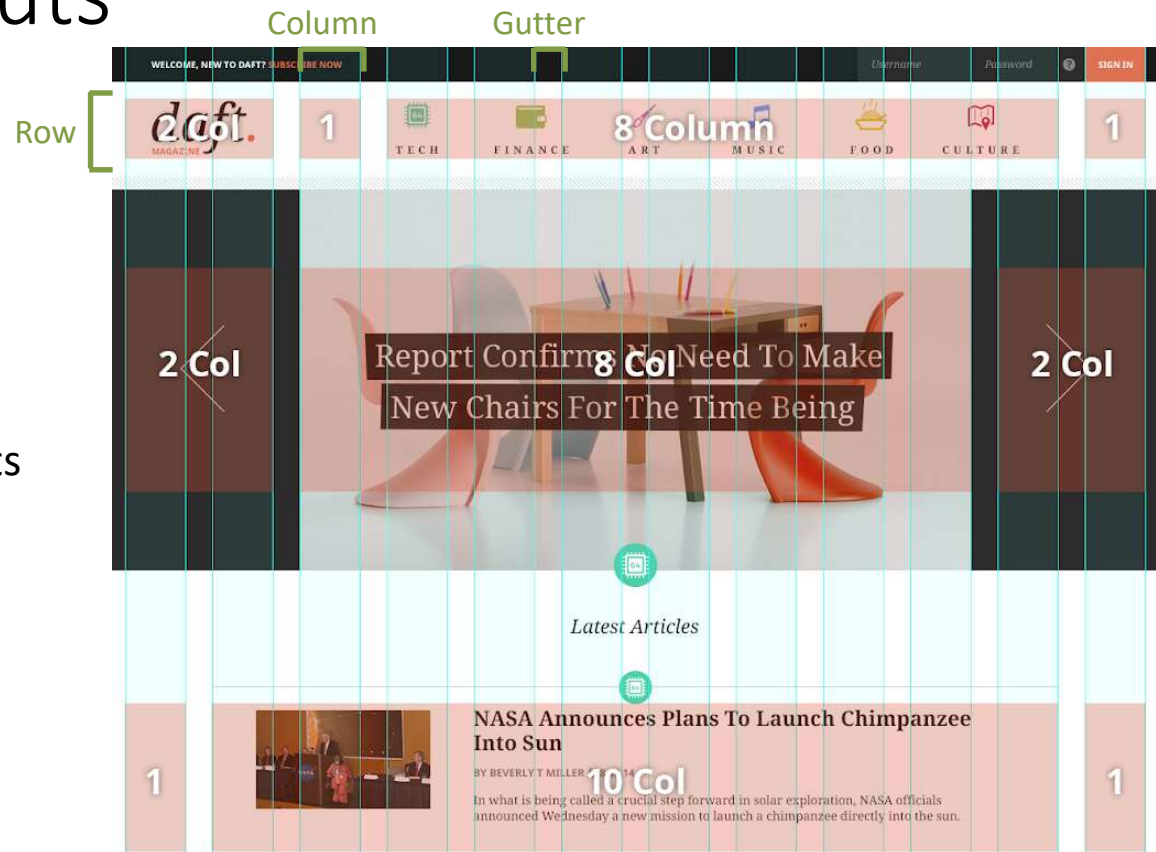 uts
Column Gutter
WELCOME, NEW TO DAFT? SUBSCRIBE NOW Username Password ? SIGN IN
Row
daft.
MAGAZINE
2 Col 1 8 Column 1
TECH FINANCE ART MUSIC FOOD CULTURE
2 Col 8 Col 2 Col
Report Confirms No Need To Make
New Chairs For The Time Being
ts
Latest Articles
NASA Announces Plans To Launch Chimpanzee
Into Sun
BY BEVERLY T MILLER
1 10 Col 1
In what is being called a crucial step forward in solar exploration, NASA officials
announced Wednesday a new mission to launch a chimpanzee directly into the sun.